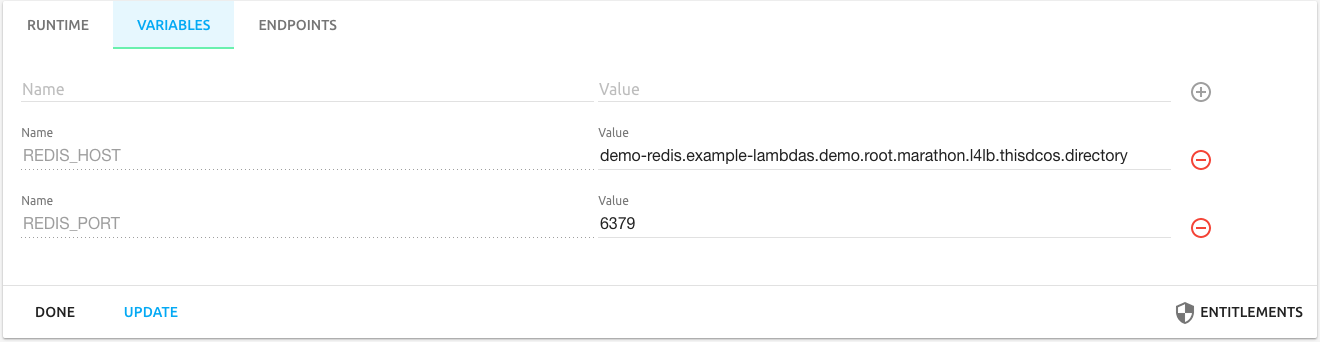 RUNTIME VARIABLES ENDPOINTS
Name Value
Name Value
REDIS_HOST demo-redis.example-lambdas.demo.root.marathon.l4lb.thisdcos.directory
Name Value
REDIS_PORT 6379
DONE UPDATE ENTITLEMENTS